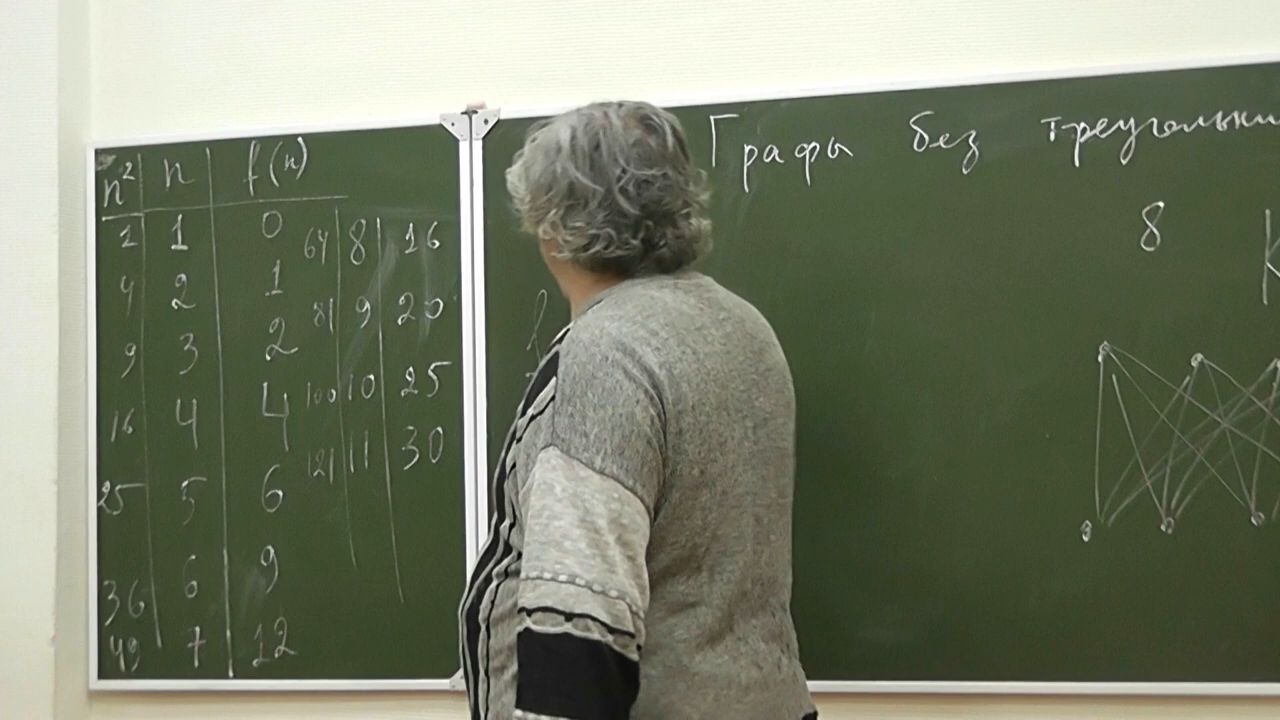 Графы без треугольни
8
n² n f(n)
1 1 0
4 2 1
9 3 2
16 4 4
25 5 6
36 6 9
49 7 12
64 8 16
81 9 20
100 10 25
121 11 30
K